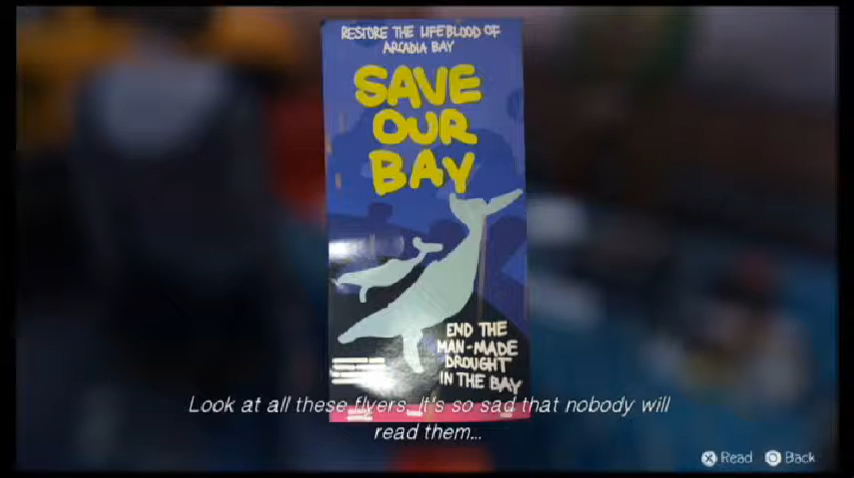 RESTORE THE LIFEBLOOD OF
ARCADIA BAY
SAVE
OUR
BAY
END THE
MAN-MADE
DROUGHT
IN THE BAY
Look at all these flyers. It's so sad that nobody will
read them...
Read Back